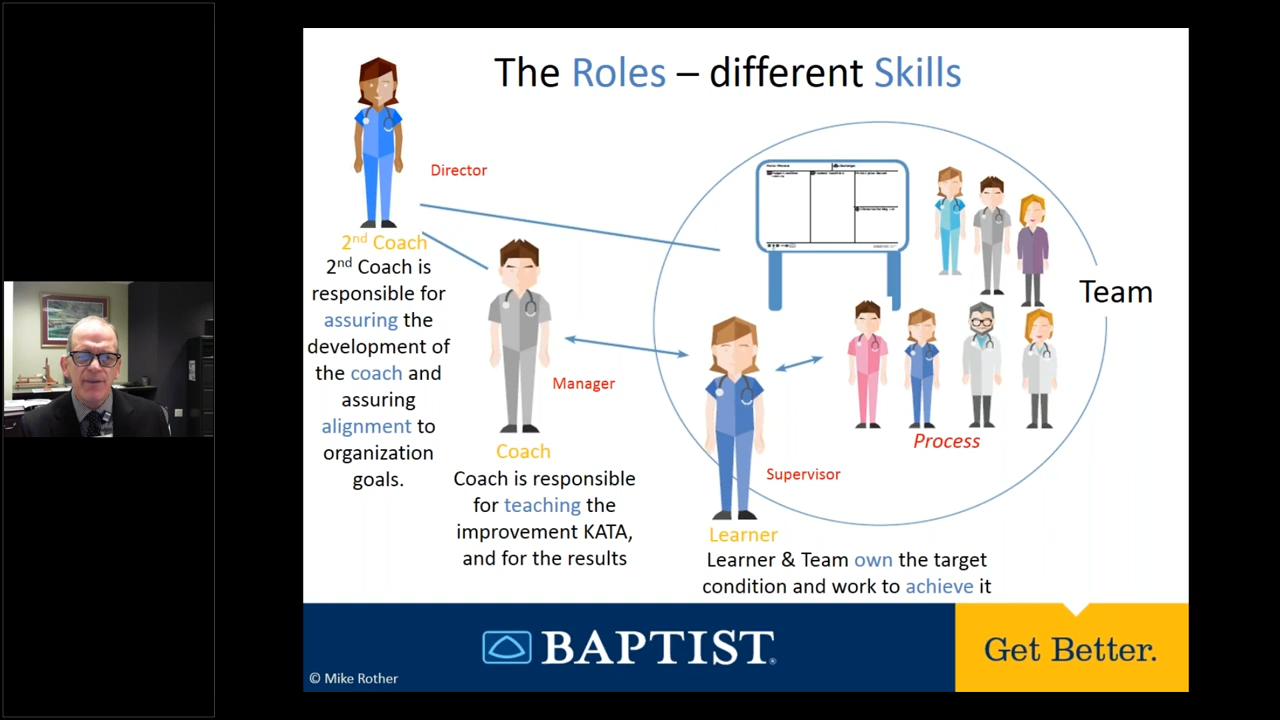 The Roles – different Skills
Director
2nd Coach
2nd Coach is
responsible for
assuring the
development of
the coach and
assuring
alignment to
organization
goals.
Manager
Coach
Coach is responsible
for teaching the
improvement KATA,
and for the results
Team
Process
Supervisor
Learner
Learner & Team own the target
condition and work to achieve it
BAPTIST
Get Better.
© Mike Rother